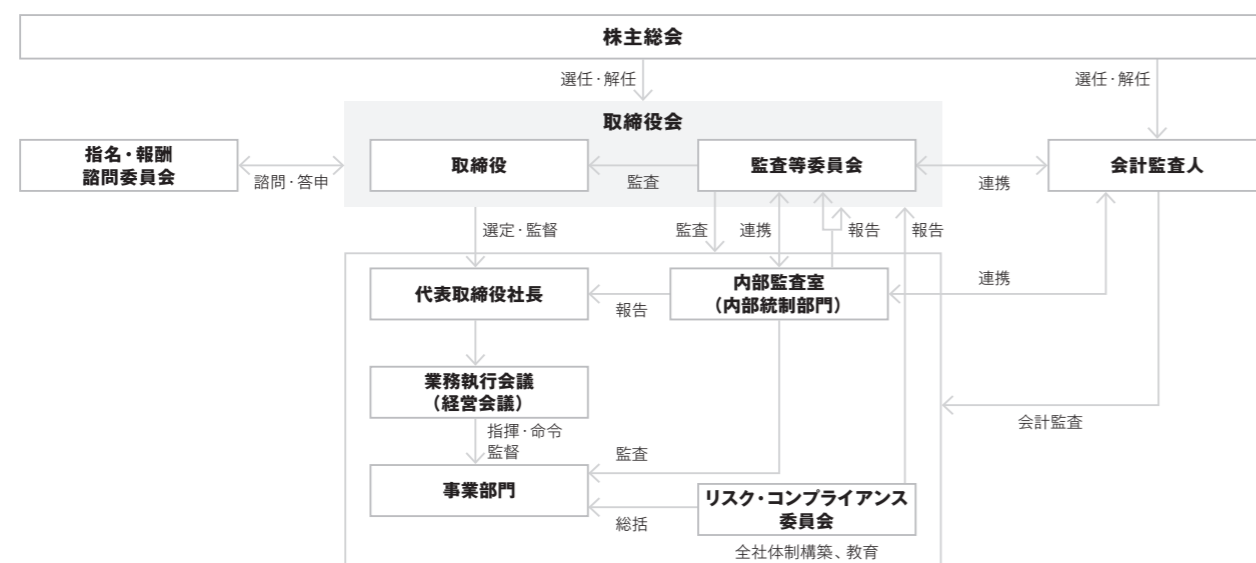 株主総会
選任・解任
選任・解任
取締役会
指名・報酬
諮問委員会
諮問・答申
取締役
監査
監査等委員会
連携
会計監査人
選定・監督
監査
連携
報告
報告
代表取締役社長
報告
内部監査室
（内部統制部門）
連携
業務執行会議
（経営会議）
指揮・命令
監督
会計監査
監査
事業部門
総括
リスク・コンプライアンス
委員会
全社体制構築、教育